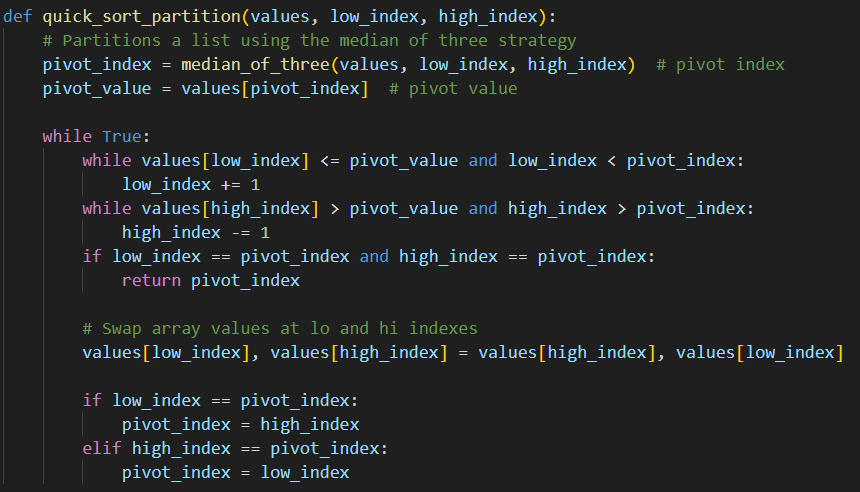 def quick_sort_partition(values, low_index, high_index):
    # Partitions a list using the median of three strategy
    pivot_index = median_of_three(values, low_index, high_index)  # pivot index
    pivot_value = values[pivot_index]  # pivot value

    while True:
        while values[low_index] <= pivot_value and low_index < pivot_index:
            low_index += 1
        while values[high_index] > pivot_value and high_index > pivot_index:
            high_index -= 1
        if low_index == pivot_index and high_index == pivot_index:
            return pivot_index

        # Swap array values at lo and hi indexes
        values[low_index], values[high_index] = values[high_index], values[low_index]

        if low_index == pivot_index:
            pivot_index = high_index
        elif high_index == pivot_index:
            pivot_index = low_index